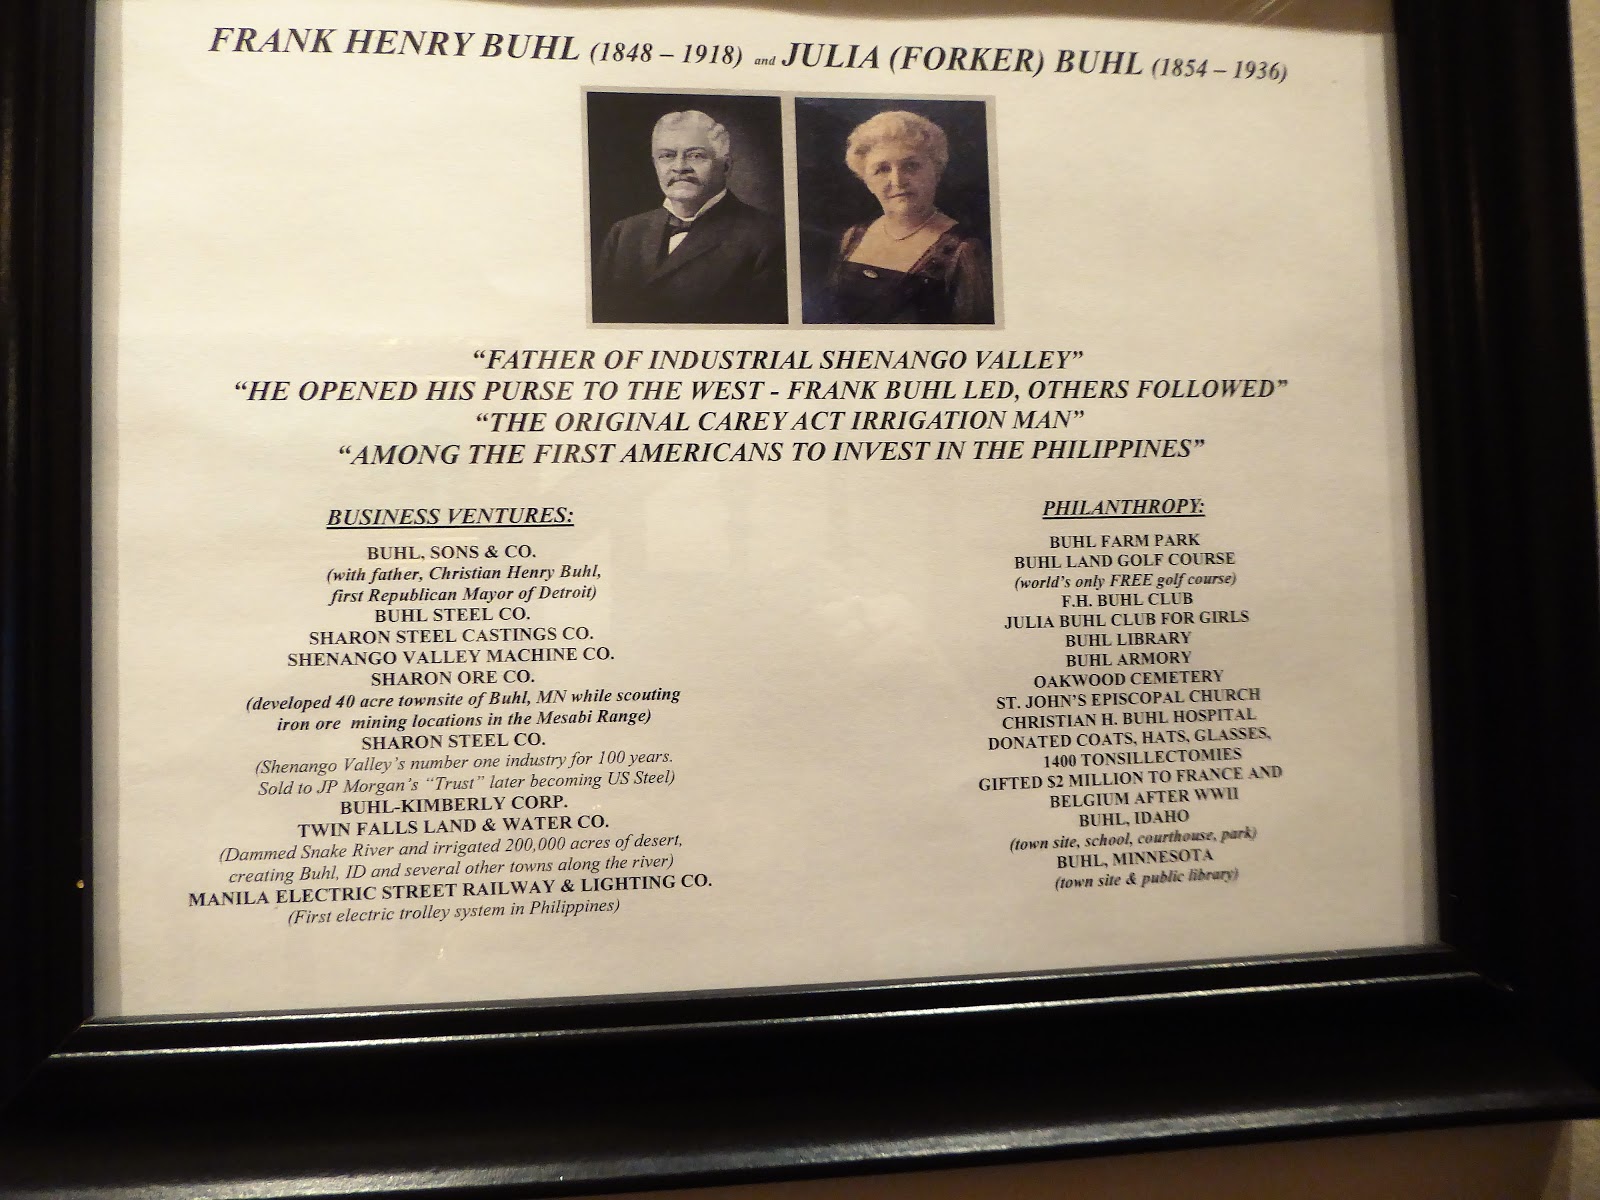 FRANK HENRY BUHL (1848 – 1918) and JULIA (FORKER) BUHL (1854 – 1936)
“FATHER OF INDUSTRIAL SHENANGO VALLEY”
“HE OPENED HIS PURSE TO THE WEST - FRANK BUHL LED, OTHERS FOLLOWED”
“THE ORIGINAL CAREY ACT IRRIGATION MAN”
“AMONG THE FIRST AMERICANS TO INVEST IN THE PHILIPPINES”
BUSINESS VENTURES:
BUHL, SONS & CO.
(with father, Christian Henry Buhl,
first Republican Mayor of Detroit)
BUHL STEEL CO.
SHARON STEEL CASTINGS CO.
SHENANGO VALLEY MACHINE CO.
SHARON ORE CO.
(developed 40 acre townsite of Buhl, MN while scouting
iron ore mining locations in the Mesabi Range)
SHARON STEEL CO.
(Shenango Valley’s number one industry for 100 years.
Sold to JP Morgan’s “Trust” later becoming US Steel)
BUHL-KIMBERLY CORP.
TWIN FALLS LAND & WATER CO.
(Dammed Snake River and irrigated 200,000 acres of desert,
creating Buhl, ID and several other towns along the river)
MANILA ELECTRIC STREET RAILWAY & LIGHTING CO.
(First electric trolley system in Philippines)
PHILANTHROPY:
BUHL FARM PARK
BUHL LAND GOLF COURSE
(world’s only FREE golf course)
F.H. BUHL CLUB
JULIA BUHL CLUB FOR GIRLS
BUHL LIBRARY
BUHL ARMORY
OAKWOOD CEMETERY
ST. JOHN’S EPISCOPAL CHURCH
CHRISTIAN H. BUHL HOSPITAL
DONATED COATS, HATS, GLASSES,
1400 TONSILLECTOMIES
GIFTED $2 MILLION TO FRANCE AND
BELGIUM AFTER WWII
BUHL, IDAHO
(town site, school, courthouse, park)
BUHL, MINNESOTA
(town site & public library)